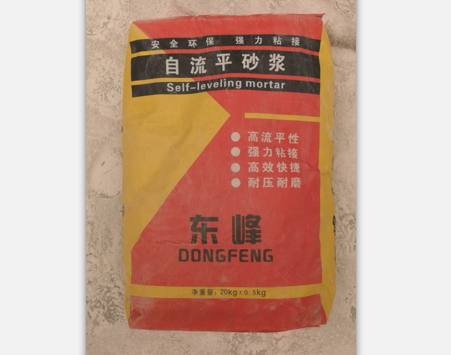 安全环保 强力粘接
自流平砂浆
Self-leveling mortar
高流平性
强力粘接
高效快捷
耐压耐磨
东峰
DONGFENG
净重量：20kg±0.5kg